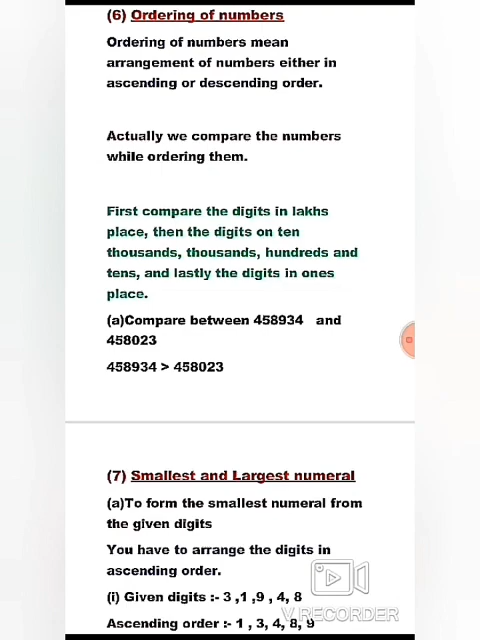 (6) Ordering of numbers
Ordering of numbers mean
arrangement of numbers either in
ascending or descending order.
Actually we compare the numbers
while ordering them.
First compare the digits in lakhs
place, then the digits on ten
thousands, thousands, hundreds and
tens, and lastly the digits in ones
place.
(a)Compare between 458934 and
458023
458934 > 458023
(7) Smallest and Largest numeral
(a)To form the smallest numeral from
the given digits
You have to arrange the digits in
ascending order.
(i) Given digits :- 3 ,1 ,9 , 4, 8
V RECORDER
Ascending order :- 1 , 3, 4, 8, 9